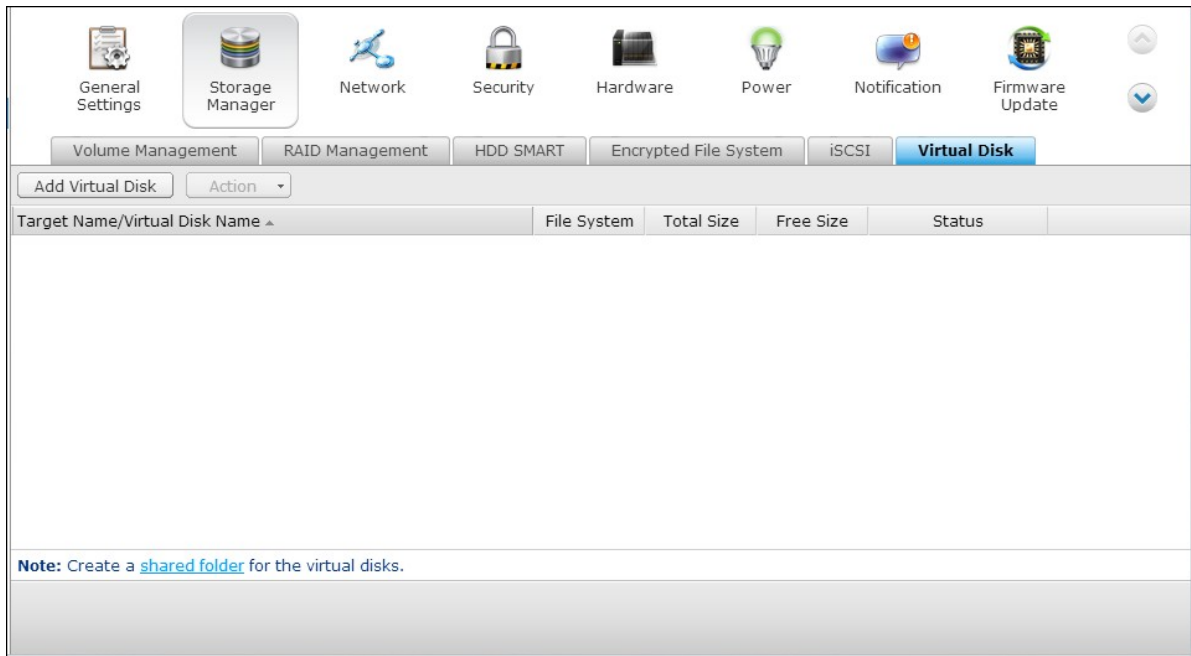 General Settings
Storage Manager
Network
Security
Hardware
Power
Notification
Firmware Update
Volume Management
RAID Management
HDD SMART
Encrypted File System
iSCSI
Virtual Disk
Add Virtual Disk
Action
Target Name/Virtual Disk Name
File System
Total Size
Free Size
Status
Note: Create a shared folder for the virtual disks.